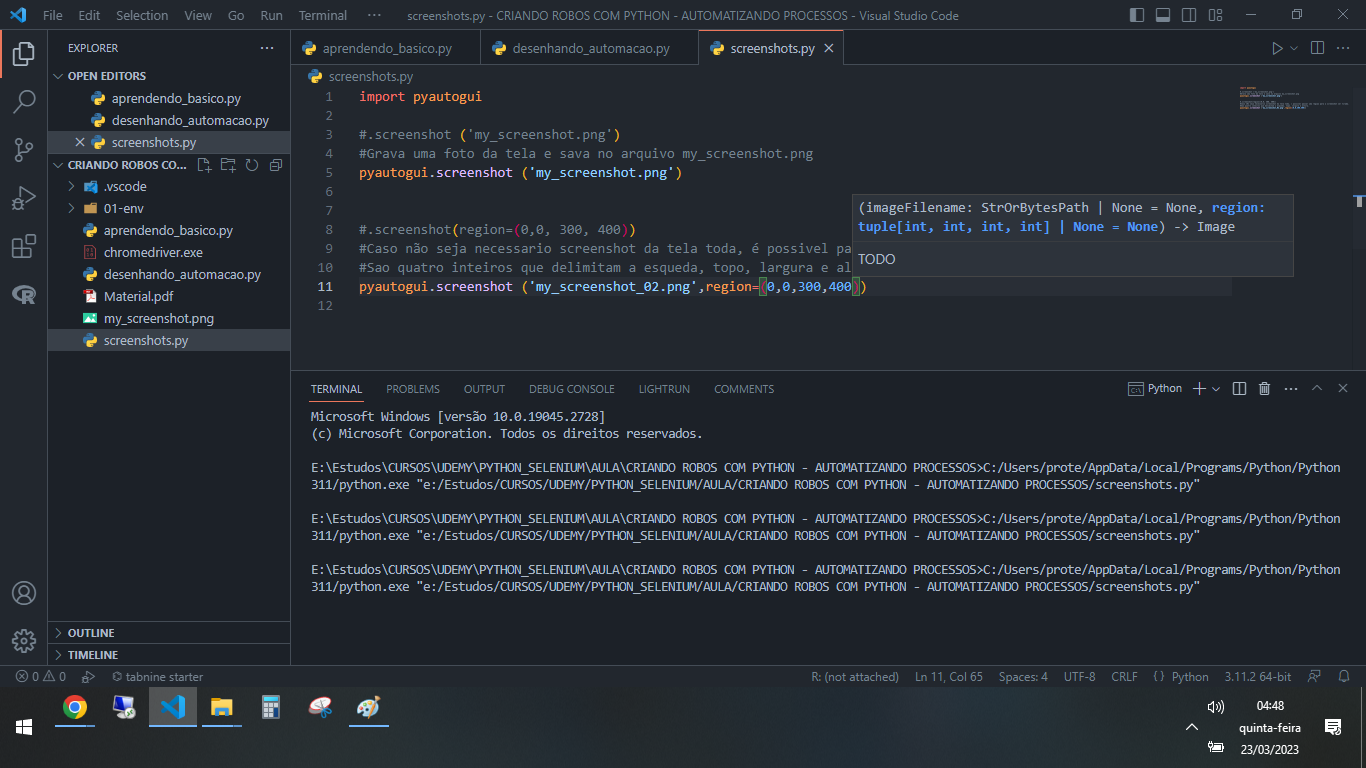 File Edit Selection View Go Run Terminal ··· screenshots.py - CRIANDO ROBOS COM PYTHON - AUTOMATIZANDO PROCESSOS - Visual Studio Code
EXPLORER
OPEN EDITORS
aprendendo_basico.py
desenhando_automacao.py
screenshots.py
CRIANDO ROBOS CO...
.vscode
01-env
aprendendo_basico.py
chromedriver.exe
desenhando_automacao.py
Material.pdf
my_screenshot.png
screenshots.py
OUTLINE
TIMELINE
aprendendo_basico.py desenhando_automacao.py screenshots.py
screenshots.py
1 import pyautogui
2
3 #.screenshot ('my_screenshot.png')
4 #Grava uma foto da tela e sava no arquivo my_screenshot.png
5 pyautogui.screenshot ('my_screenshot.png')
6
7
8 #.screenshot(region=(0,0, 300, 400))
9 #Caso não seja necessario screenshot da tela toda, é possivel pa
10 #Sao quatro inteiros que delimitam a esqueda, topo, largura e al
11 pyautogui.screenshot ('my_screenshot_02.png',region=(0,0,300,400))
12
(imageFilename: StrOrBytesPath | None = None, region:
tuple[int, int, int, int] | None = None) -> Image
TODO
TERMINAL PROBLEMS OUTPUT DEBUG CONSOLE LIGHTRUN COMMENTS Python
Microsoft Windows [versão 10.0.19045.2728]
(c) Microsoft Corporation. Todos os direitos reservados.
E:\Estudos\CURSOS\UDEMY\PYTHON_SELENIUM\AULA\CRIANDO ROBOS COM PYTHON - AUTOMATIZANDO PROCESSOS>C:/Users/prote/AppData/Local/Programs/Python/Python
311/python.exe "e:/Estudos/CURSOS/UDEMY/PYTHON_SELENIUM/AULA/CRIANDO ROBOS COM PYTHON - AUTOMATIZANDO PROCESSOS/screenshots.py"
E:\Estudos\CURSOS\UDEMY\PYTHON_SELENIUM\AULA\CRIANDO ROBOS COM PYTHON - AUTOMATIZANDO PROCESSOS>C:/Users/prote/AppData/Local/Programs/Python/Python
311/python.exe "e:/Estudos/CURSOS/UDEMY/PYTHON_SELENIUM/AULA/CRIANDO ROBOS COM PYTHON - AUTOMATIZANDO PROCESSOS/screenshots.py"
E:\Estudos\CURSOS\UDEMY\PYTHON_SELENIUM\AULA\CRIANDO ROBOS COM PYTHON - AUTOMATIZANDO PROCESSOS>C:/Users/prote/AppData/Local/Programs/Python/Python
311/python.exe "e:/Estudos/CURSOS/UDEMY/PYTHON_SELENIUM/AULA/CRIANDO ROBOS COM PYTHON - AUTOMATIZANDO PROCESSOS/screenshots.py"
0 0 tabnine starter R: (not attached) Ln 11, Col 65 Spaces: 4 UTF-8 CRLF { } Python 3.11.2 64-bit
04:48
quinta-feira
23/03/2023